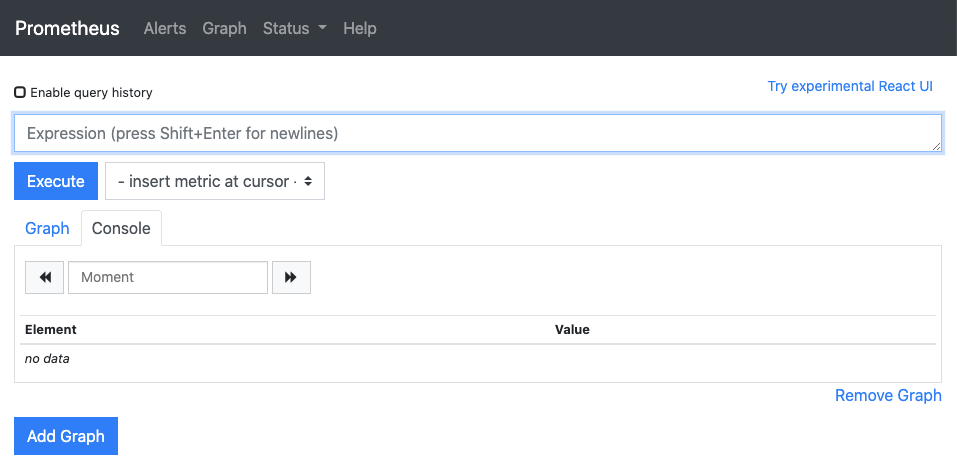 Prometheus Alerts Graph Status Help
Try experimental React UI
Enable query history
Expression (press Shift+Enter for newlines)
Execute - insert metric at cursor -
Graph Console
Moment
Element Value
no data
Remove Graph
Add Graph